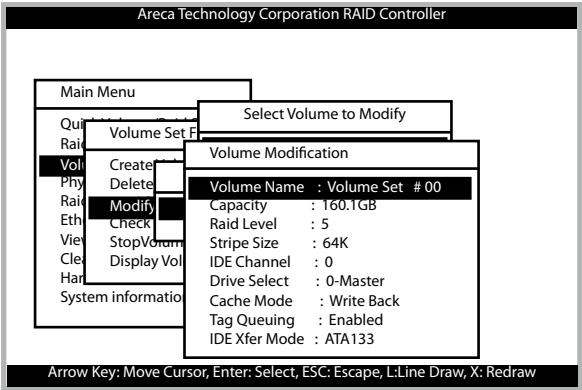 Areca Technology Corporation RAID Controller
Main Menu
Select Volume to Modify
Volume Set F
Volume Modification
Create
Delete
Modify
Check
StopVolum
Display Vol
System informatio
Volume Name : Volume Set # 00
Capacity : 160.1GB
Raid Level : 5
Stripe Size : 64K
IDE Channel : 0
Drive Select : 0-Master
Cache Mode : Write Back
Tag Queuing : Enabled
IDE Xfer Mode : ATA133
Arrow Key: Move Cursor, Enter: Select, ESC: Escape, L:Line Draw, X: Redraw